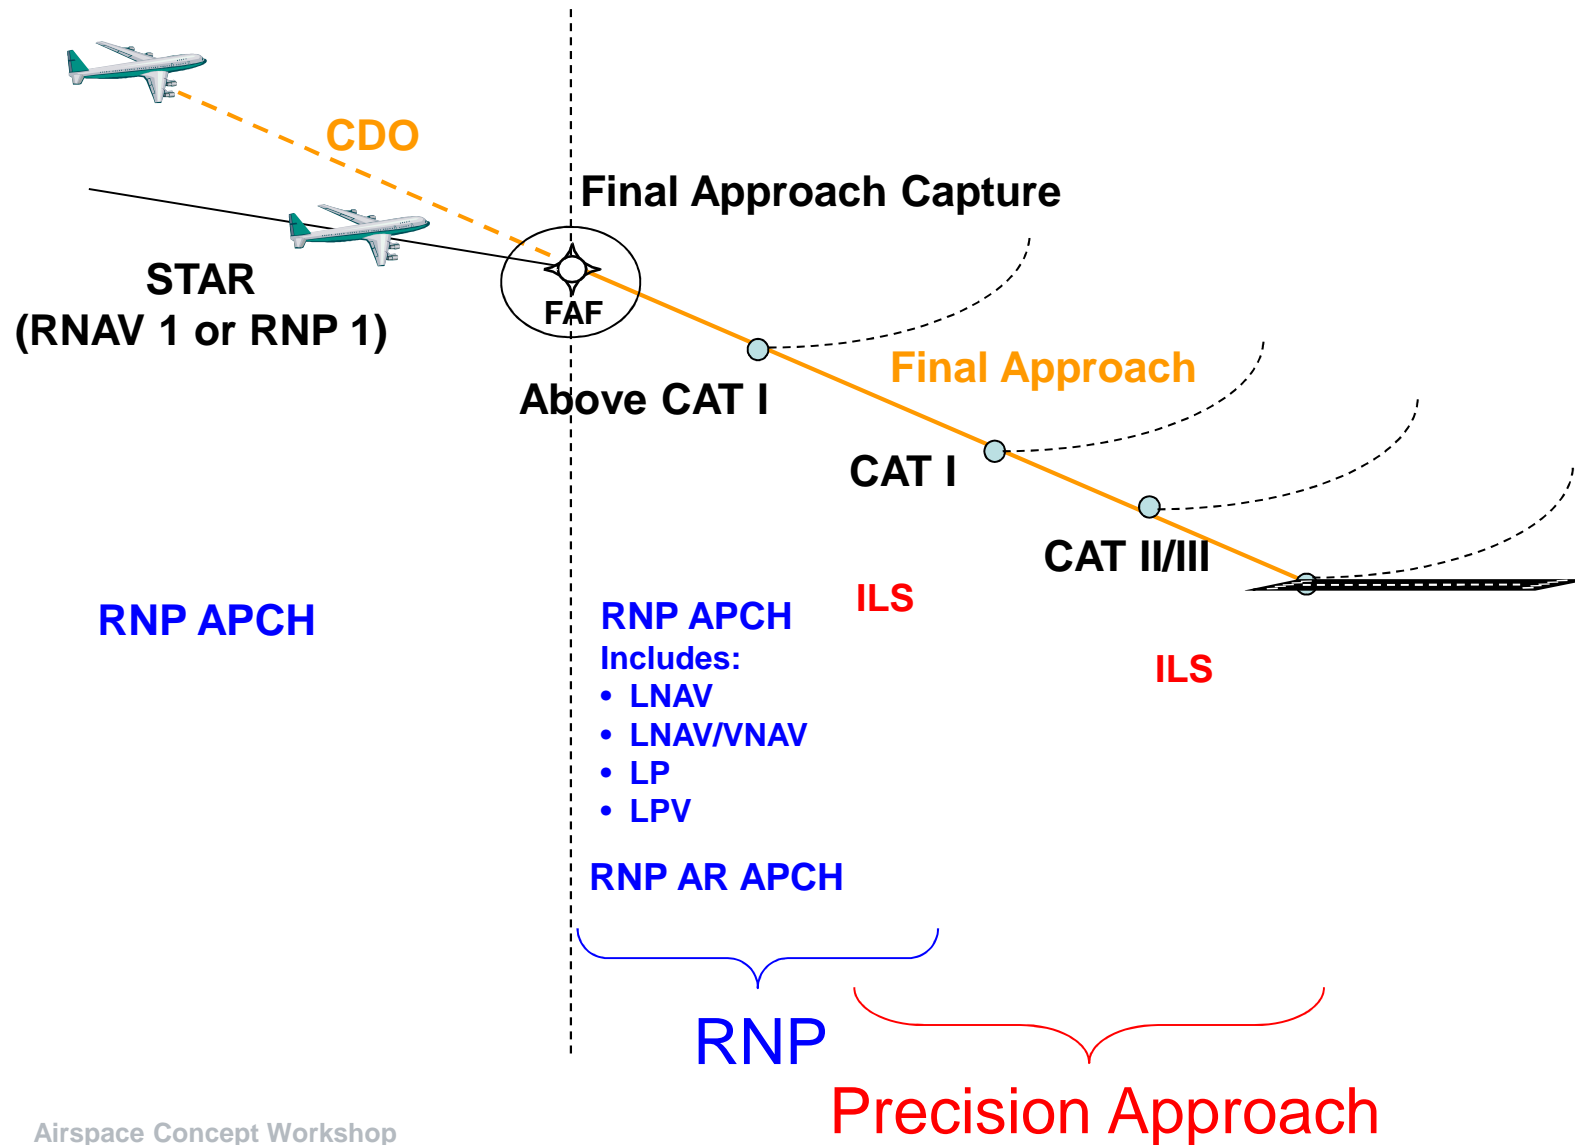 CDO
Final Approach Capture
STAR
(RNAV 1 or RNP 1)
FAF
Above CAT I
Final Approach
CAT I
CAT II/III
RNP APCH
RNP APCH
Includes:
• LNAV
• LNAV/VNAV
• LP
• LPV
RNP AR APCH
ILS
ILS
RNP
Precision Approach
Airspace Concept Workshop